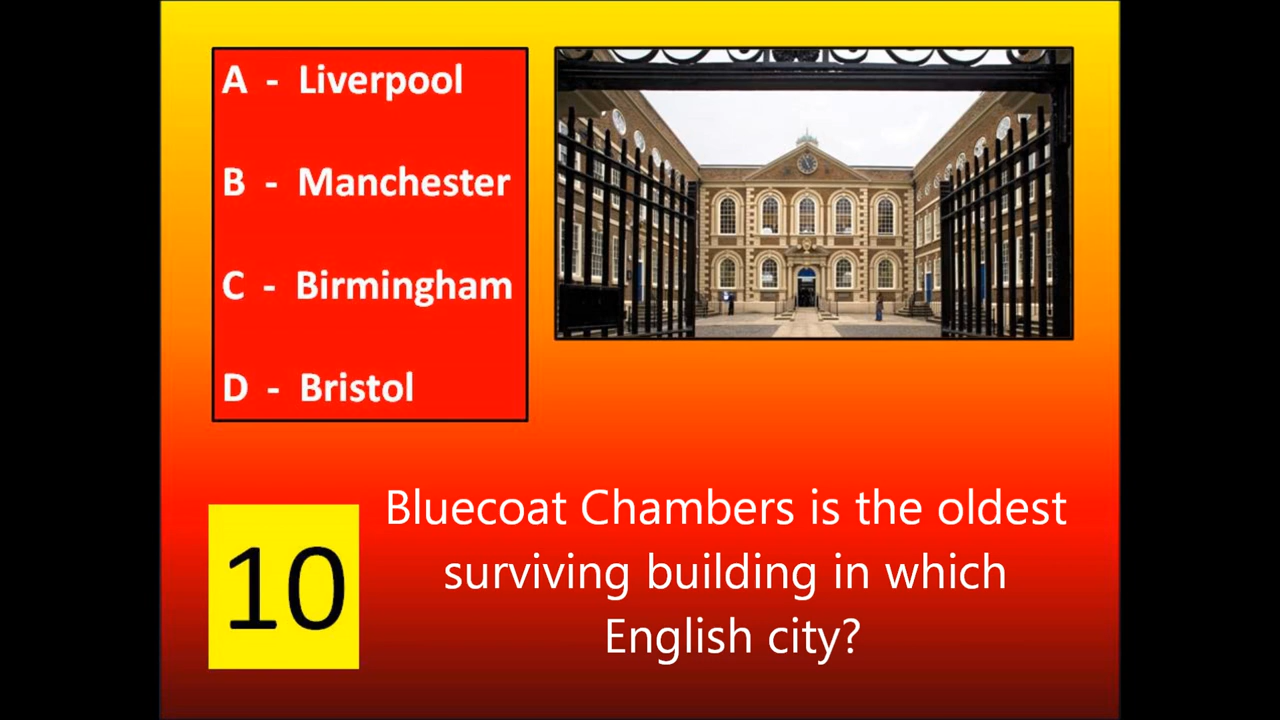 A - Liverpool
B - Manchester
C - Birmingham
D - Bristol
10
Bluecoat Chambers is the oldest
surviving building in which
English city?